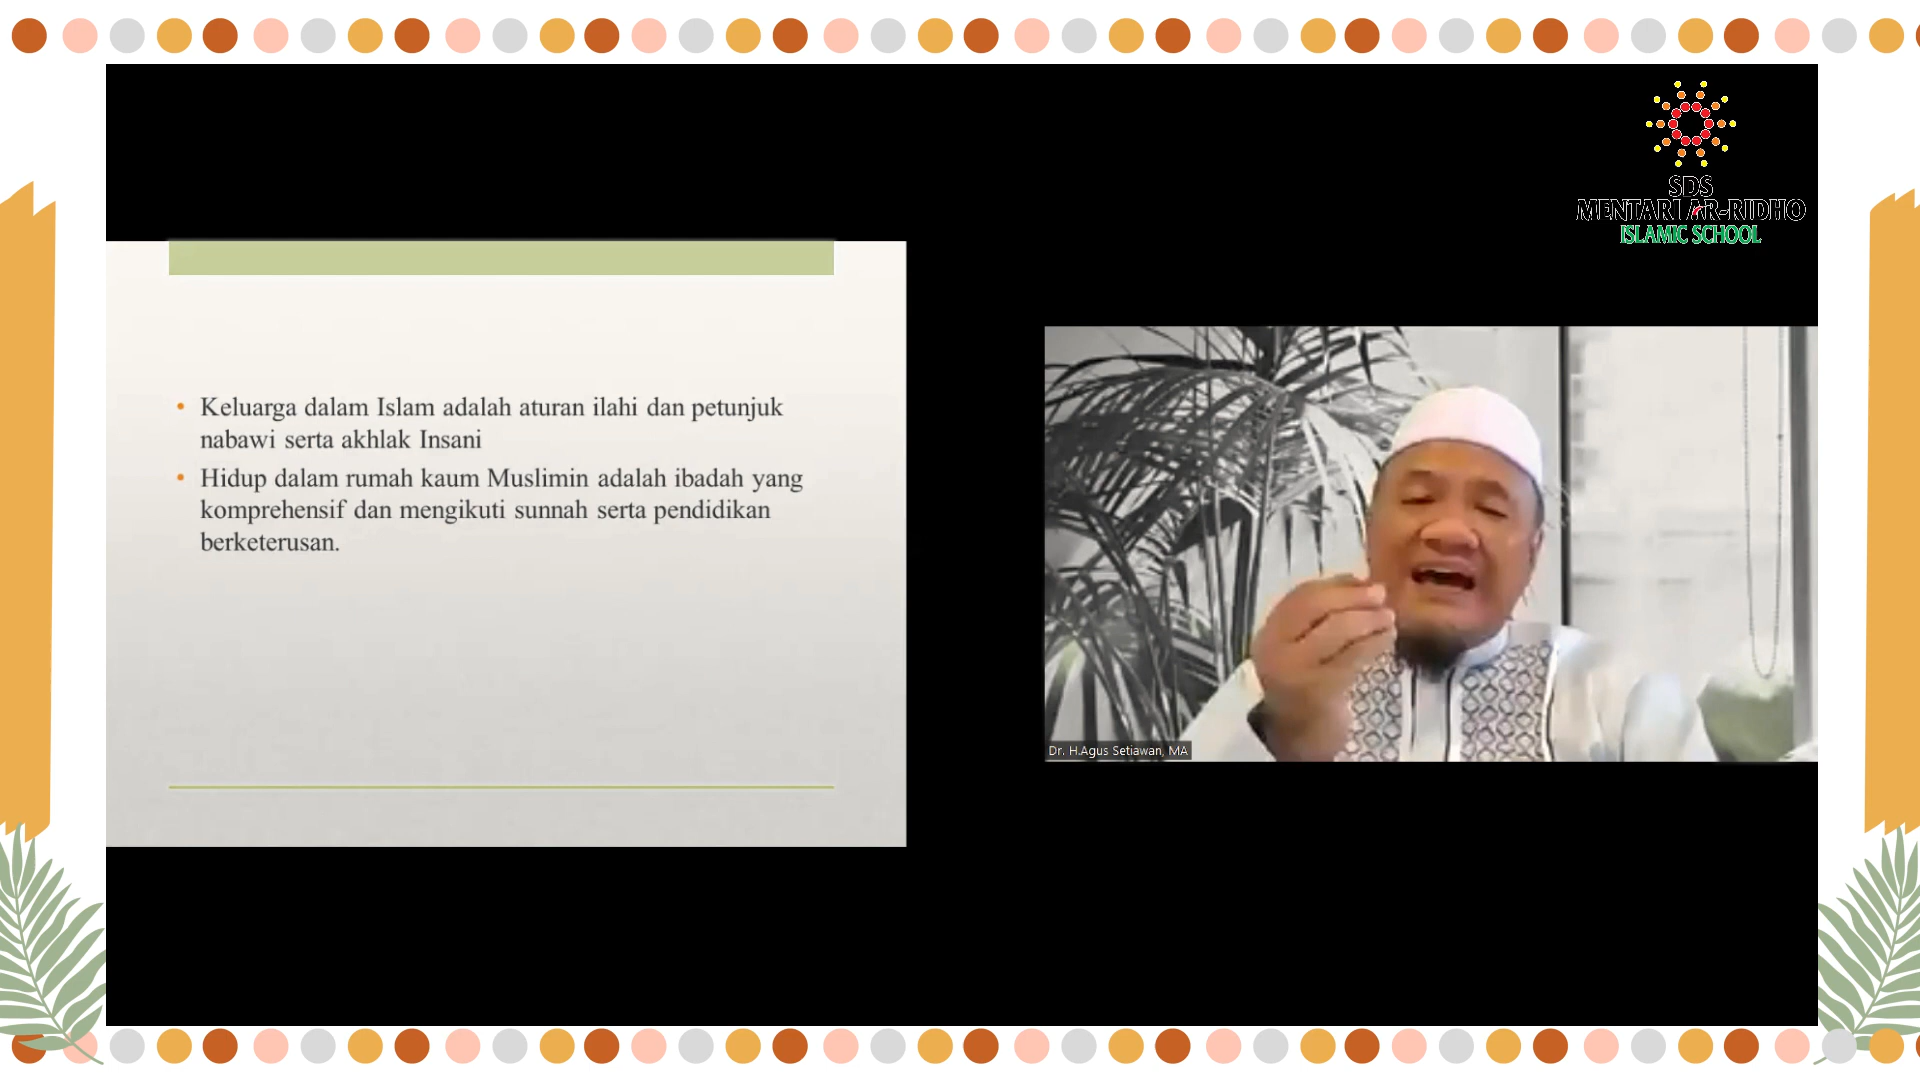 SDS
MENTARI AR-RIDHO
ISLAMIC SCHOOL
• Keluarga dalam Islam adalah aturan ilahi dan petunjuk
nabawi serta akhlak Insani
• Hidup dalam rumah kaum Muslimin adalah ibadah yang
komprehensif dan mengikuti sunnah serta pendidikan
berketerusan.
Dr. H.Agus Setiawan, MA